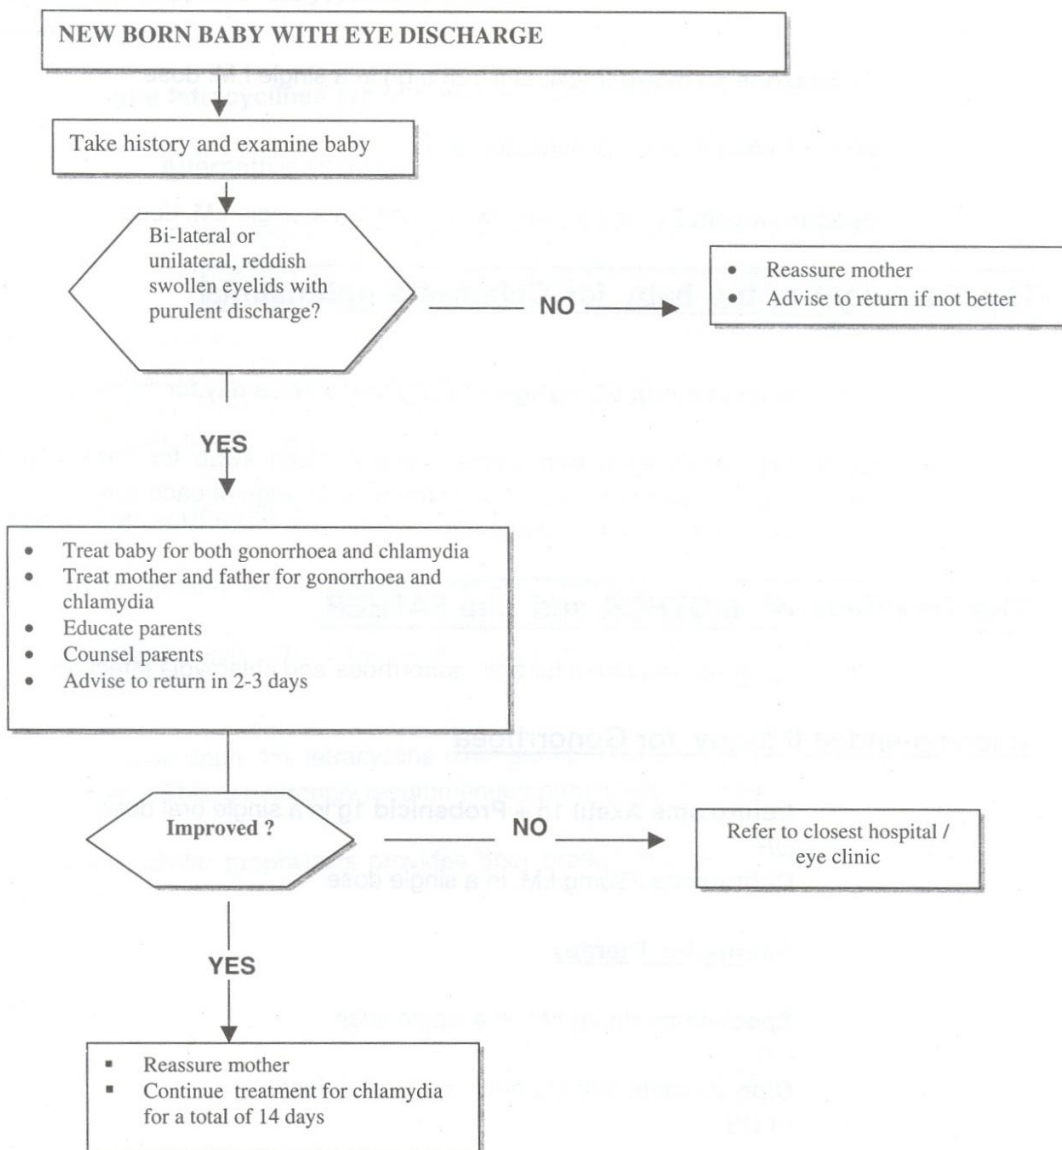 NEW BORN BABY WITH EYE DISCHARGE
Take history and examine baby
Bi-lateral or
unilateral, reddish
swollen eyelids with
purulent discharge?
NO
• Reassure mother
• Advise to return if not better
YES
• Treat baby for both gonorrhoea and chlamydia
• Treat mother and father for gonorrhoea and
chlamydia
• Educate parents
• Counsel parents
• Advise to return in 2-3 days
Improved ?
NO
Refer to closest hospital /
eye clinic
YES
▪ Reassure mother
▪ Continue treatment for chlamydia
for a total of 14 days